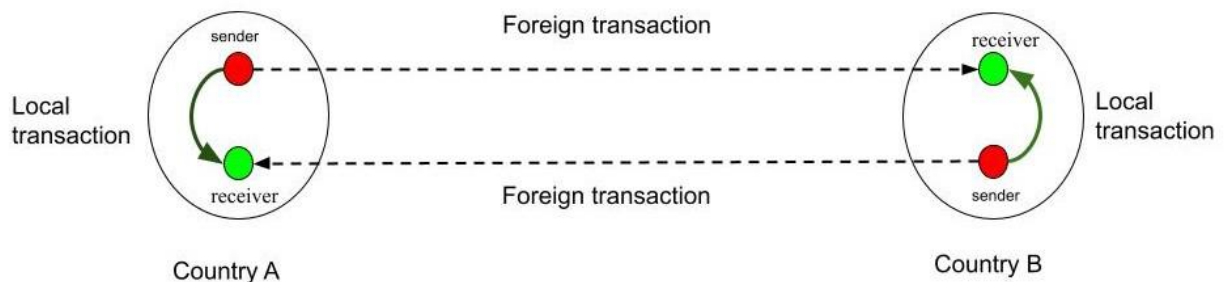 Foreign transaction
sender
receiver
Local
transaction
Local
transaction
receiver
sender
Foreign transaction
Country A
Country B